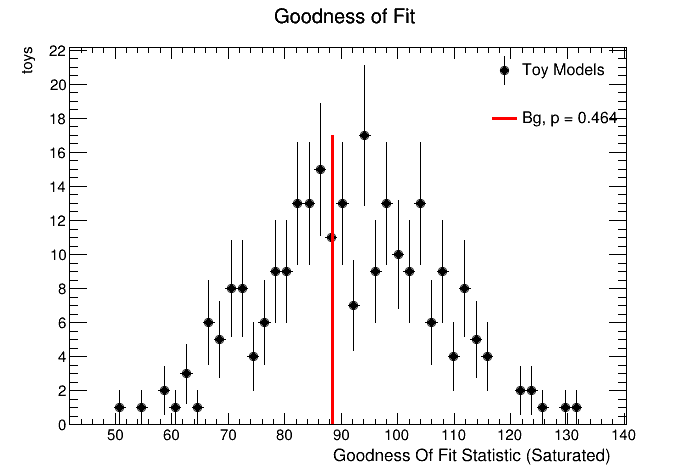 Goodness of Fit
toys
22
20
18
16
14
12
10
8
6
4
2
0
Toy Models
Bg, p = 0.464
50 60 70 80 90 100 110 120 130 140
Goodness Of Fit Statistic (Saturated)